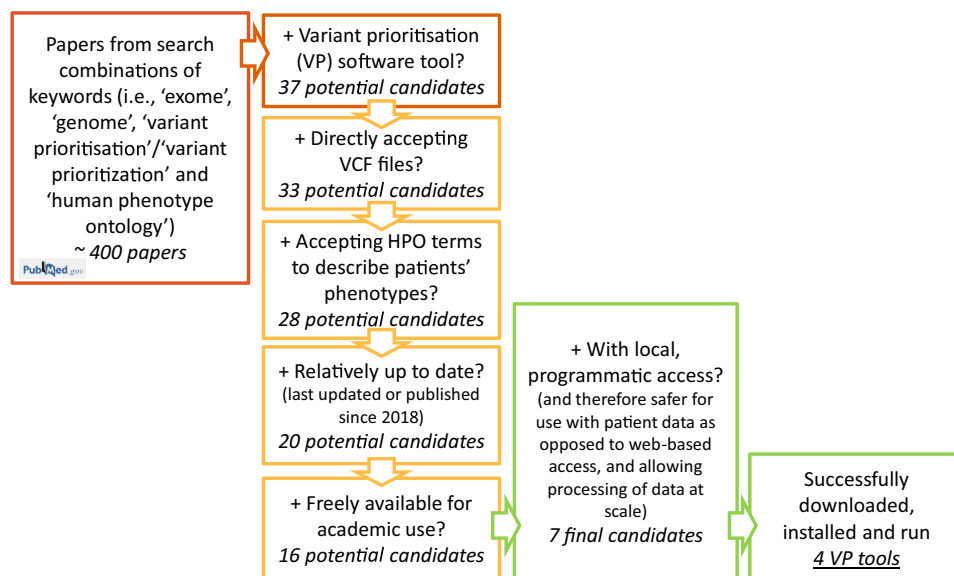 Papers from search
combinations of
keywords (i.e., ‘exome’,
‘genome’, ‘variant
prioritisation’/‘variant
prioritization’ and
‘human phenotype
ontology’)
~ 400 papers
PubMed.gov
+ Variant prioritisation
(VP) software tool?
37 potential candidates
+ Directly accepting
VCF files?
33 potential candidates
+ Accepting HPO terms
to describe patients’
phenotypes?
28 potential candidates
+ Relatively up to date?
(last updated or published
since 2018)
20 potential candidates
+ Freely available for
academic use?
16 potential candidates
+ With local,
programmatic access?
(and therefore safer for
use with patient data as
opposed to web-based
access, and allowing
processing of data at
scale)
7 final candidates
Successfully
downloaded,
installed and run
4 VP tools